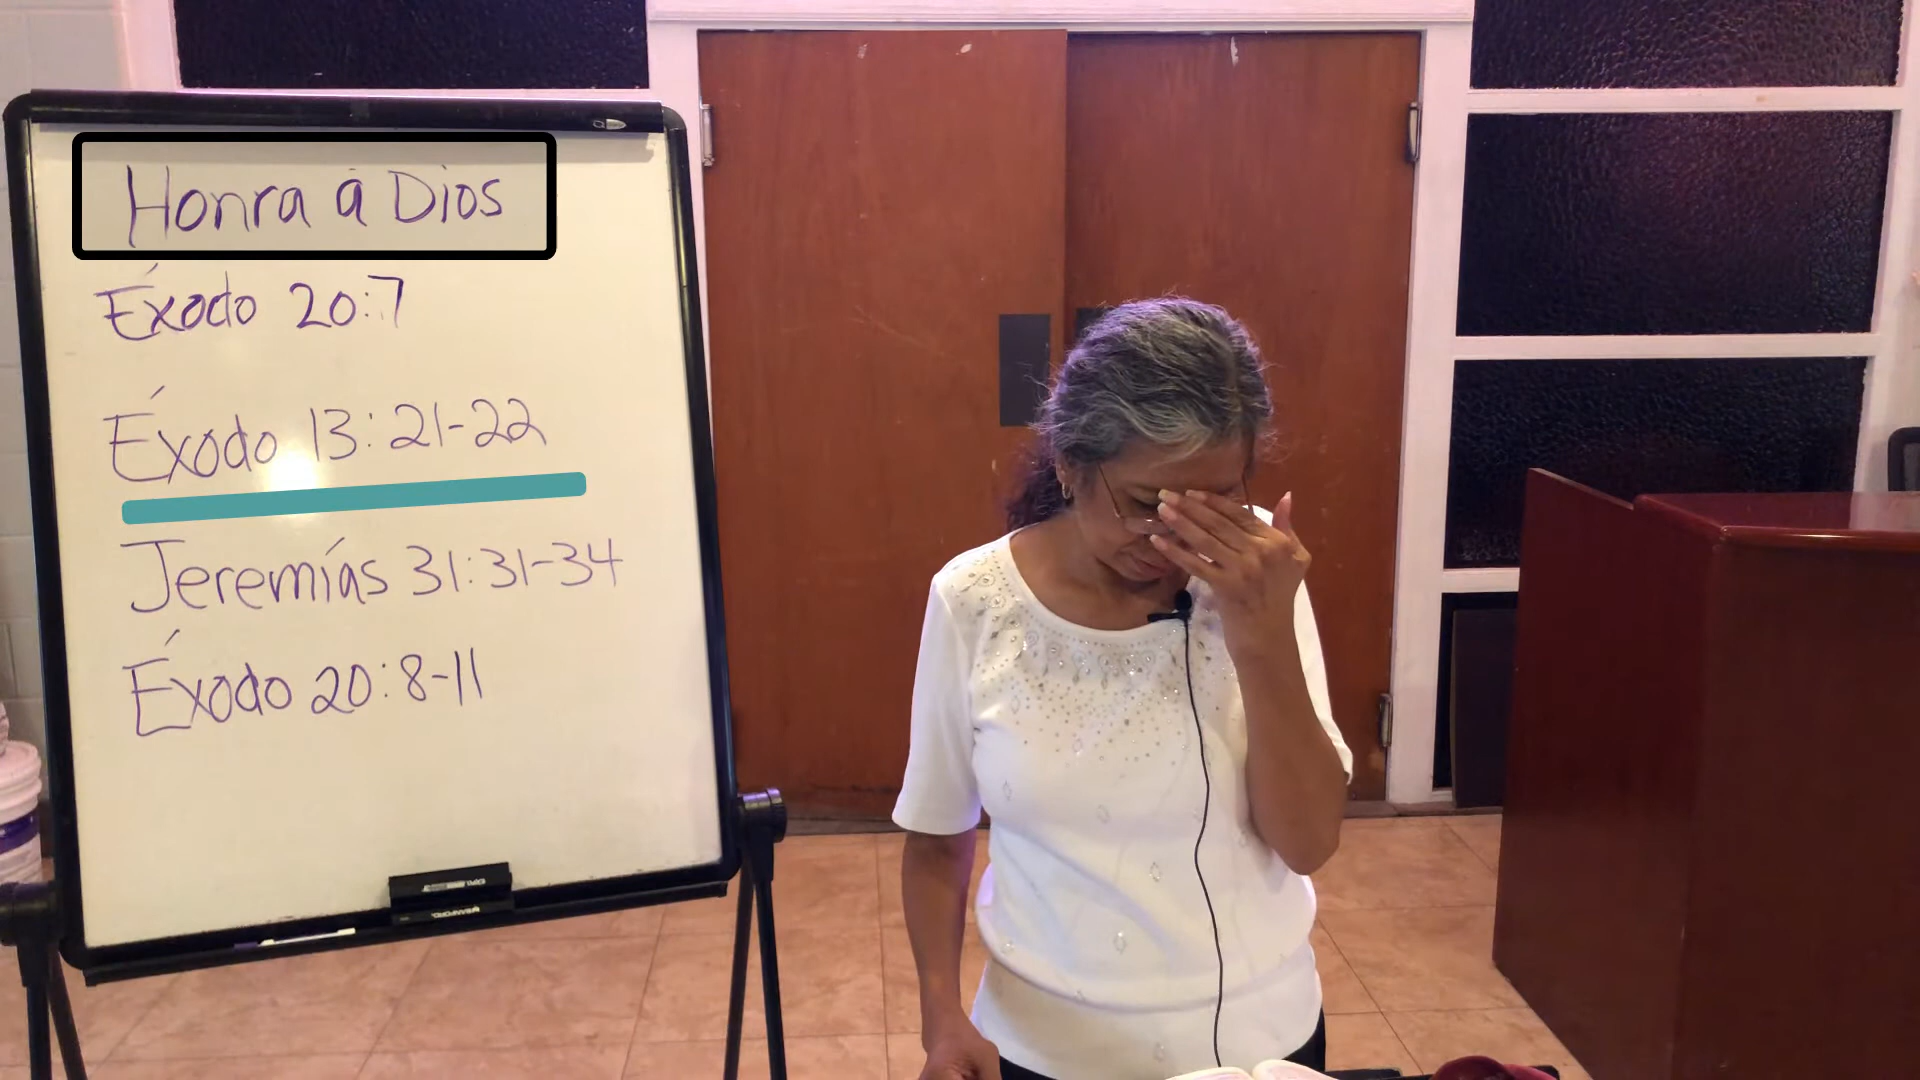 Honra a Dios
Éxodo 20:7
Éxodo 13:21-22
Jeremías 31:31-34
Éxodo 20:8-11